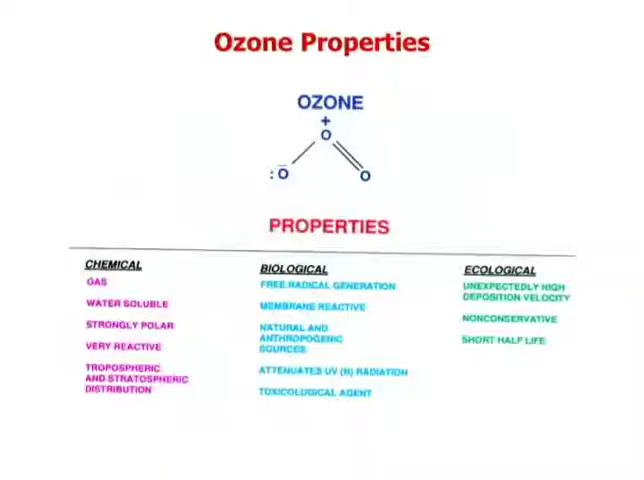 Ozone Properties
OZONE
+
O
: O
O
PROPERTIES
CHEMICAL
GAS
WATER SOLUBLE
STRONGLY POLAR
VERY REACTIVE
TROPOSPHERIC
AND STRATOSPHERIC
DISTRIBUTION
BIOLOGICAL
FREE RADICAL GENERATION
MEMBRANE REACTIVE
NATURAL AND
ANTHROPOGENIC
SOURCES
ATTENUATES UV (B) RADIATION
TOXICOLOGICAL AGENT
ECOLOGICAL
UNEXPECTEDLY HIGH
DEPOSITION VELOCITY
NONCONSERVATIVE
SHORT HALF LIFE